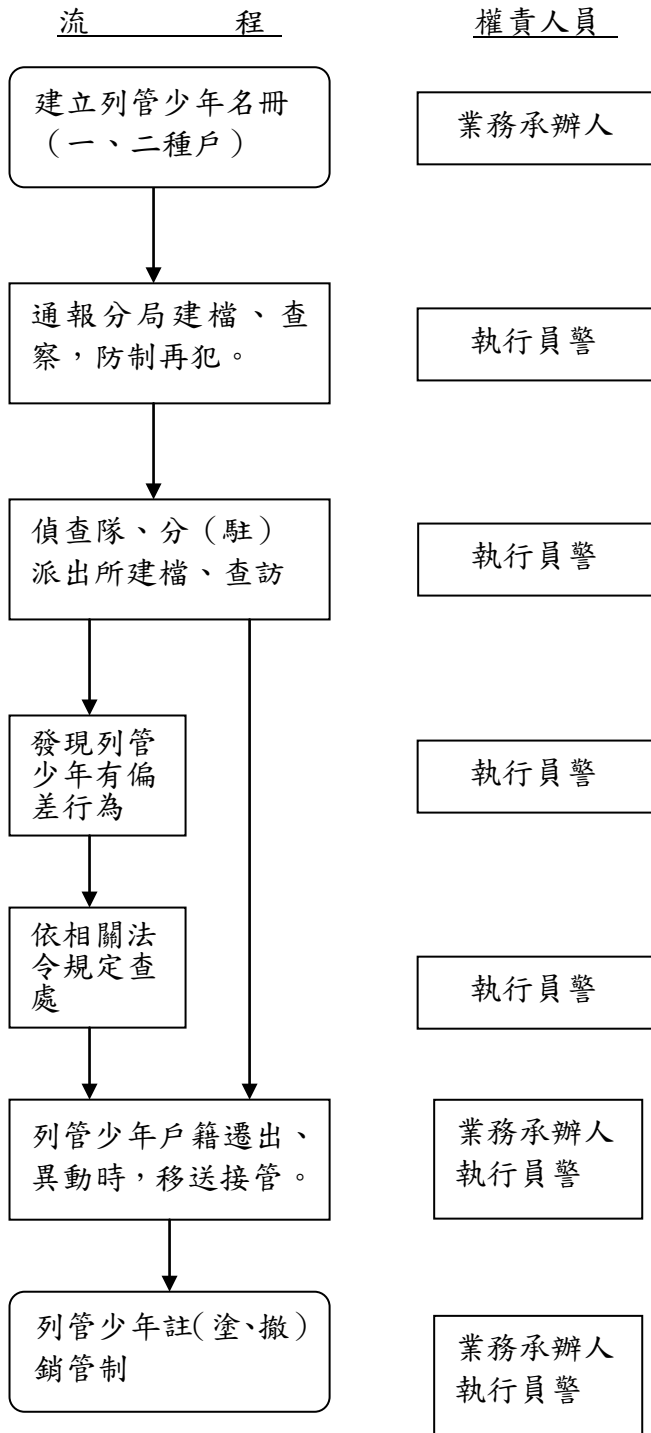 流　　　程
權責人員
建立列管少年名冊
（一、二種戶）
業務承辦人
通報分局建檔、查
察，防制再犯。
執行員警
偵查隊、分（駐）
派出所建檔、查訪
執行員警
發現列管
少年有偏
差行為
執行員警
依相關法
令規定查
處
執行員警
列管少年戶籍遷出、
異動時，移送接管。
業務承辦人
執行員警
列管少年註(塗、撤)
銷管制
業務承辦人
執行員警